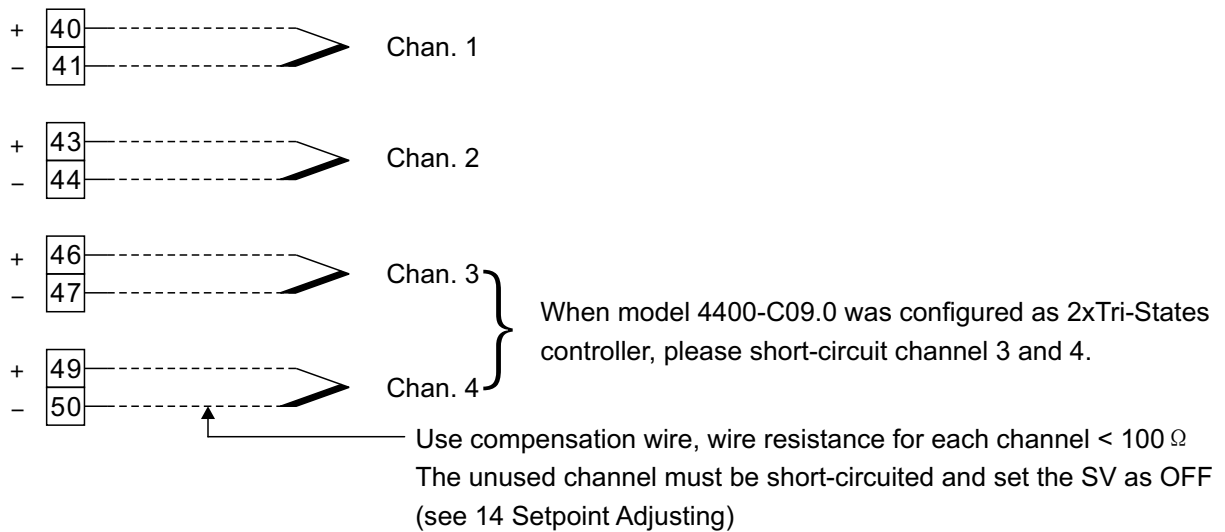 + 40
− 41
Chan. 1
+ 43
− 44
Chan. 2
+ 46
− 47
Chan. 3
+ 49
− 50
Chan. 4
When model 4400-C09.0 was configured as 2xTri-States
controller, please short-circuit channel 3 and 4.
Use compensation wire, wire resistance for each channel < 100 Ω
The unused channel must be short-circuited and set the SV as OFF
(see 14 Setpoint Adjusting)